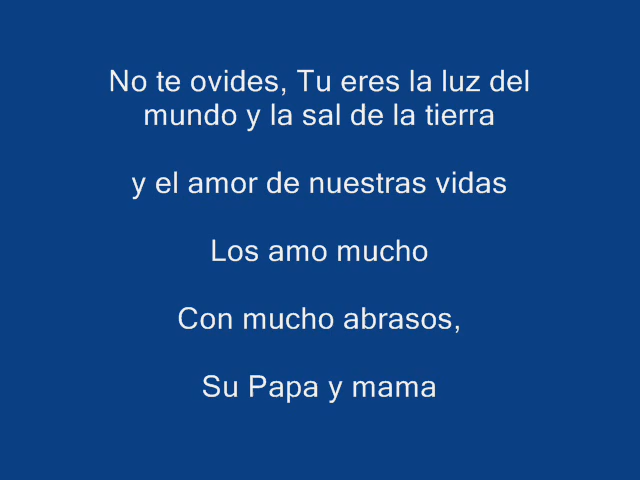 No te ovides, Tu eres la luz del
mundo y la sal de la tierra
y el amor de nuestras vidas
Los amo mucho
Con mucho abrasos,
Su Papa y mama